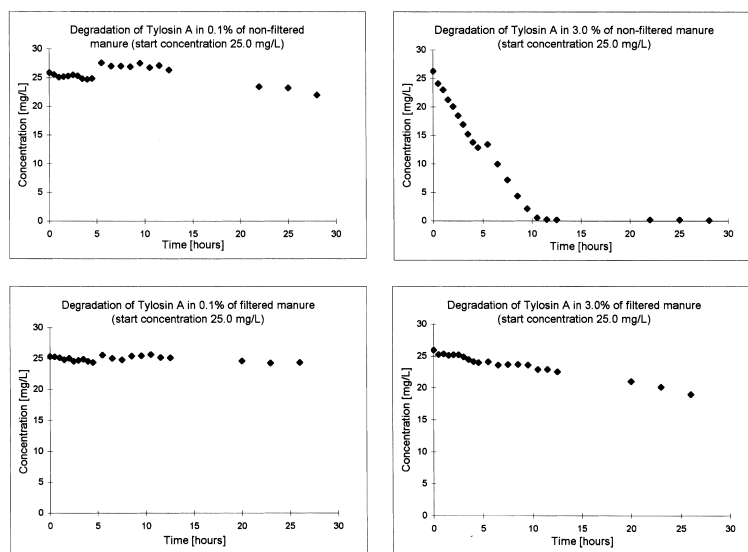 Degradation of Tylosin A in 0.1% of non-filtered
manure (start concentration 25.0 mg/L)
Concentration [mg/L]
30
25
20
15
10
5
0
0 5 10 15 20 25 30
Time [hours]
Degradation of Tylosin A in 3.0 % of non-filtered manure
(start concentration 25.0 mg/L)
Concentration [mg/L]
30
25
20
15
10
5
0
0 5 10 15 20 25 30
Time [hours]
Degradation of Tylosin A in 0.1% of filtered manure
(start concentration 25.0 mg/L)
Concentration [mg/L]
30
25
20
15
10
5
0
0 5 10 15 20 25 30
Time [hours]
Degradation of Tylosin A in 3.0% of filtered manure
(start concentration 25.0 mg/L)
Concentration [mg/L]
30
25
20
15
10
5
0
0 5 10 15 20 25 30
Time [hours]